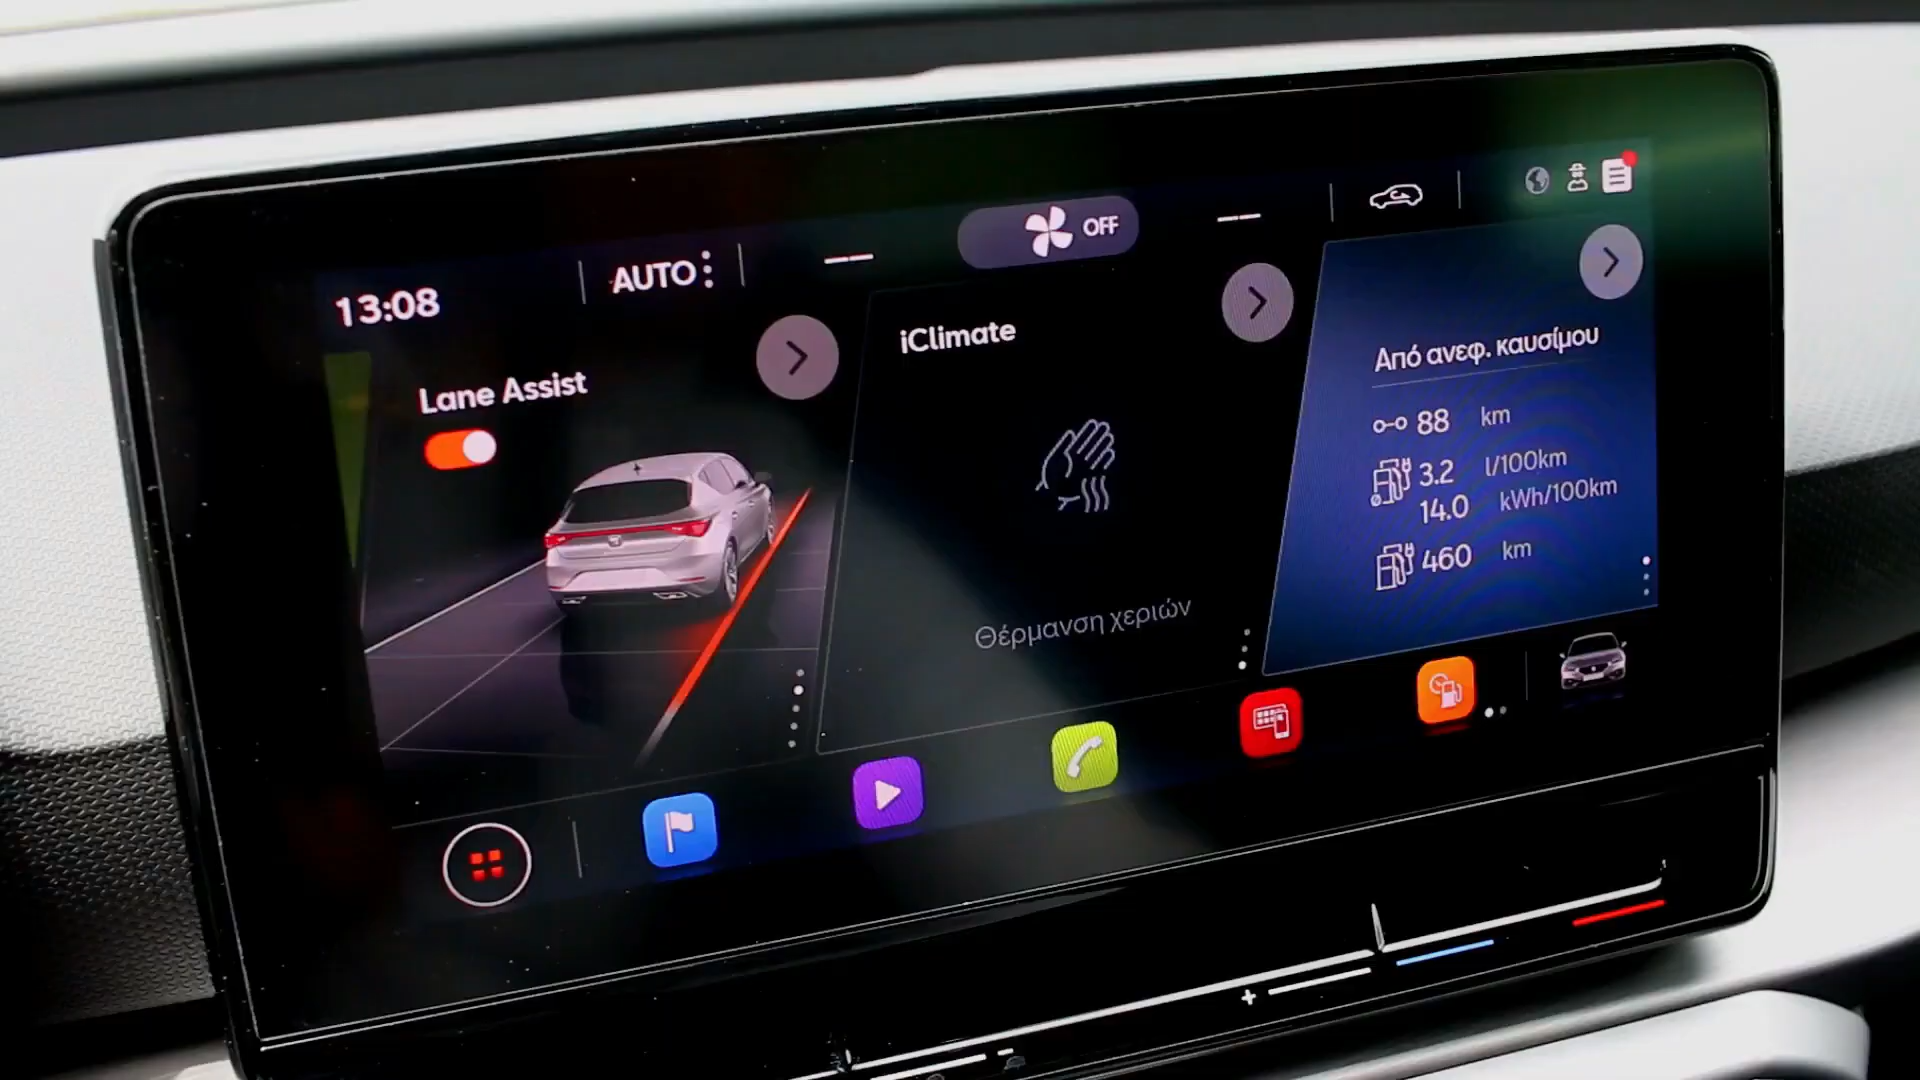 13:08
AUTO
OFF
Lane Assist
iClimate
Θέρμανση χεριών
Από ανεφ. καυσίμου
88 km
3.2 l/100km
14.0 kWh/100km
460 km